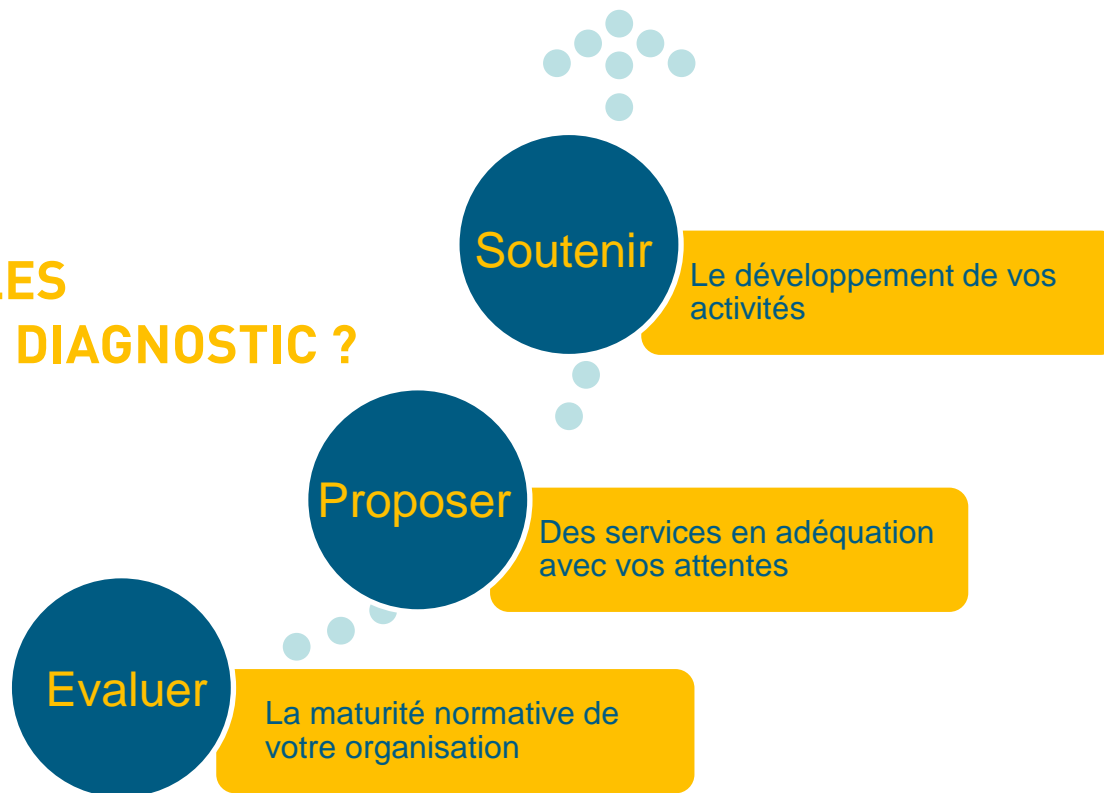 LES
DIAGNOSTIC ?
Soutenir
Le développement de vos
activités
Proposer
Des services en adéquation
avec vos attentes
Evaluer
La maturité normative de
votre organisation